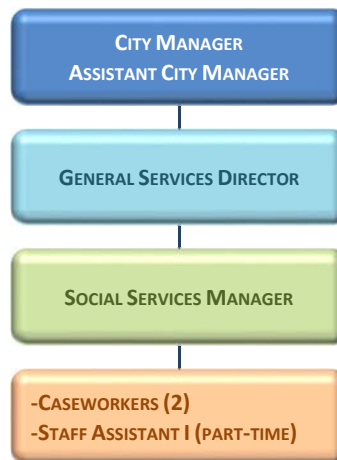 CITY MANAGER
ASSISTANT CITY MANAGER
GENERAL SERVICES DIRECTOR
SOCIAL SERVICES MANAGER
-CASEWORKERS (2)
-STAFF ASSISTANT I (PART-TIME)